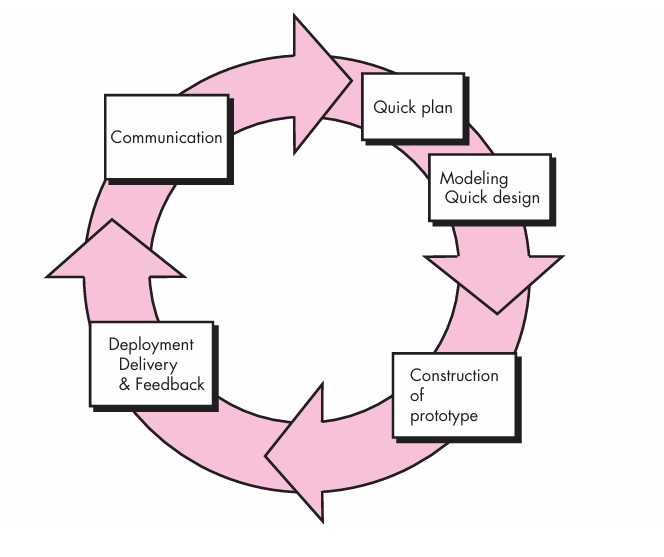 Communication
Quick plan
Modeling
Quick design
Construction
of
prototype
Deployment
Delivery
& Feedback